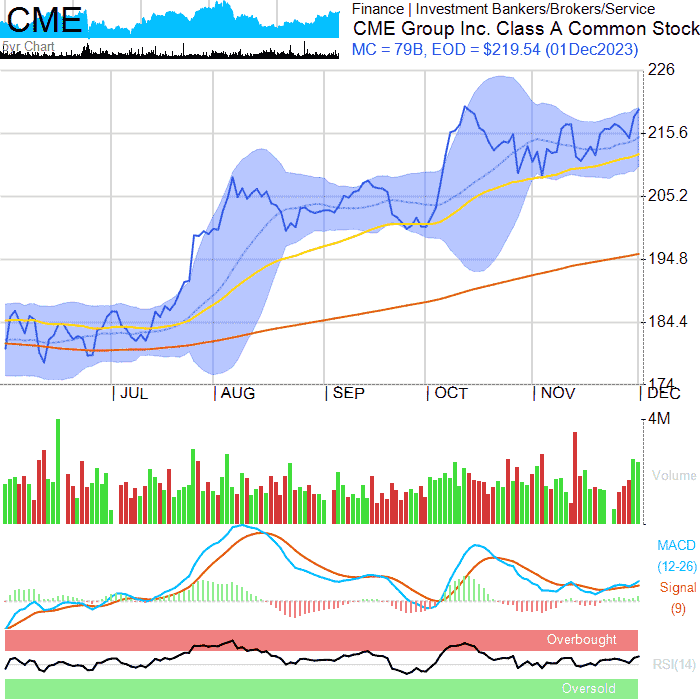 CME
5yr Chart
Finance | Investment Bankers/Brokers/Service
CME Group Inc. Class A Common Stock
MC = 79B, EOD = $219.54 (01Dec2023)
226
215.6
205.2
194.8
184.4
174
JUL
AUG
SEP
OCT
NOV
DEC
4M
Volume
MACD
(12-26)
Signal
(9)
Overbought
RSI(14)
Oversold